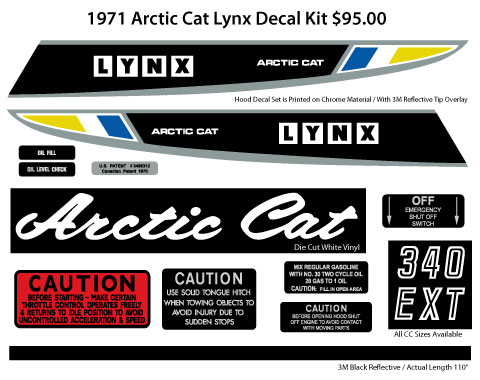 1971 Arctic Cat Lynx Decal Kit $95.00
LYNX ARCTIC CAT
Hood Decal Set is Printed on Chrome Material / With 3M Reflective Tip Overlay
ARCTIC CAT LYNX
OIL FILL
OIL LEVEL CHECK
U.S. PATENT # 3485312
Canadian Patent 1970
Arctic Cat
Die Cut White Vinyl
OFF
EMERGENCY
SHUT OFF
SWITCH
CAUTION
BEFORE STARTING - MAKE CERTAIN
THROTTLE CONTROL OPERATES FREELY
& RETURNS TO IDLE POSITION TO AVOID
UNCONTROLLED ACCELERATION & SPEED
CAUTION
USE SOLID TONGUE HITCH
WHEN TOWING OBJECTS TO
AVOID INJURY DUE TO
SUDDEN STOPS
MIX REGULAR GASOLINE
WITH NO. 30 TWO CYCLE OIL
20 GAS TO 1 OIL
CAUTION: FILL IN OPEN AREA
CAUTION
BEFORE OPENING HOOD SHUT
OFF ENGINE TO AVOID CONTACT
WITH MOVING PARTS
340
EXT
All CC Sizes Available
3M Black Reflective / Actual Length 110"